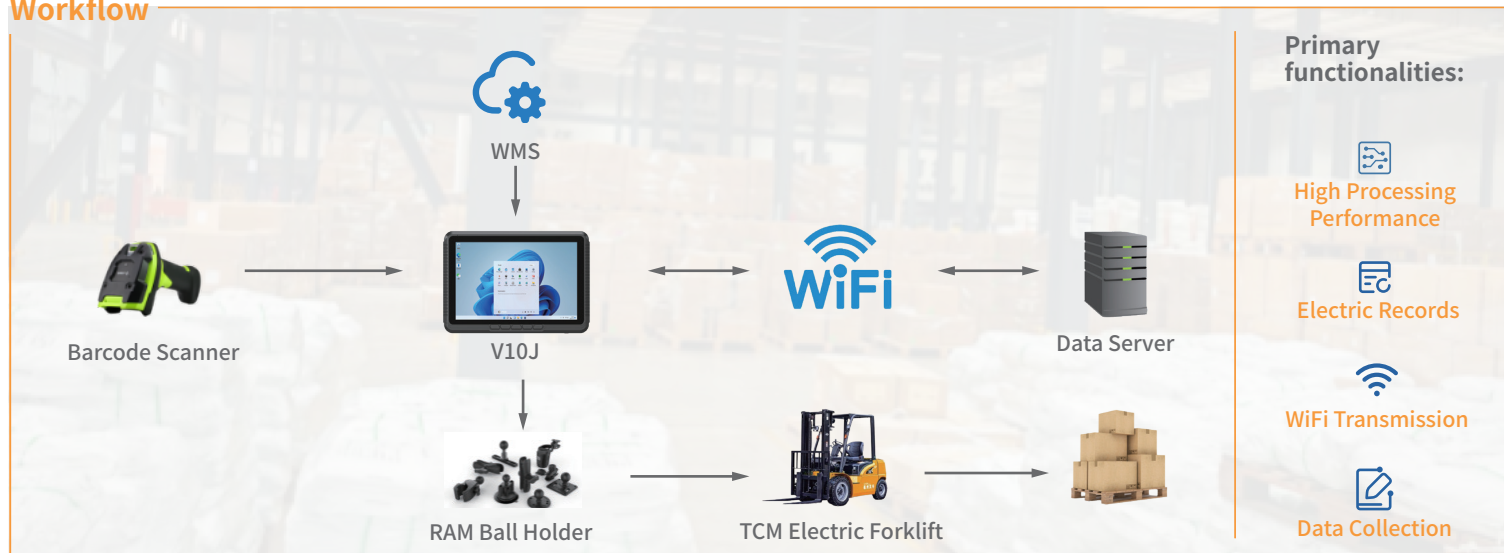 Workflow
WMS
Barcode Scanner
V10J
WiFi
Data Server
RAM Ball Holder
TCM Electric Forklift
Primary
functionalities:
High Processing
Performance
Electric Records
WiFi Transmission
Data Collection